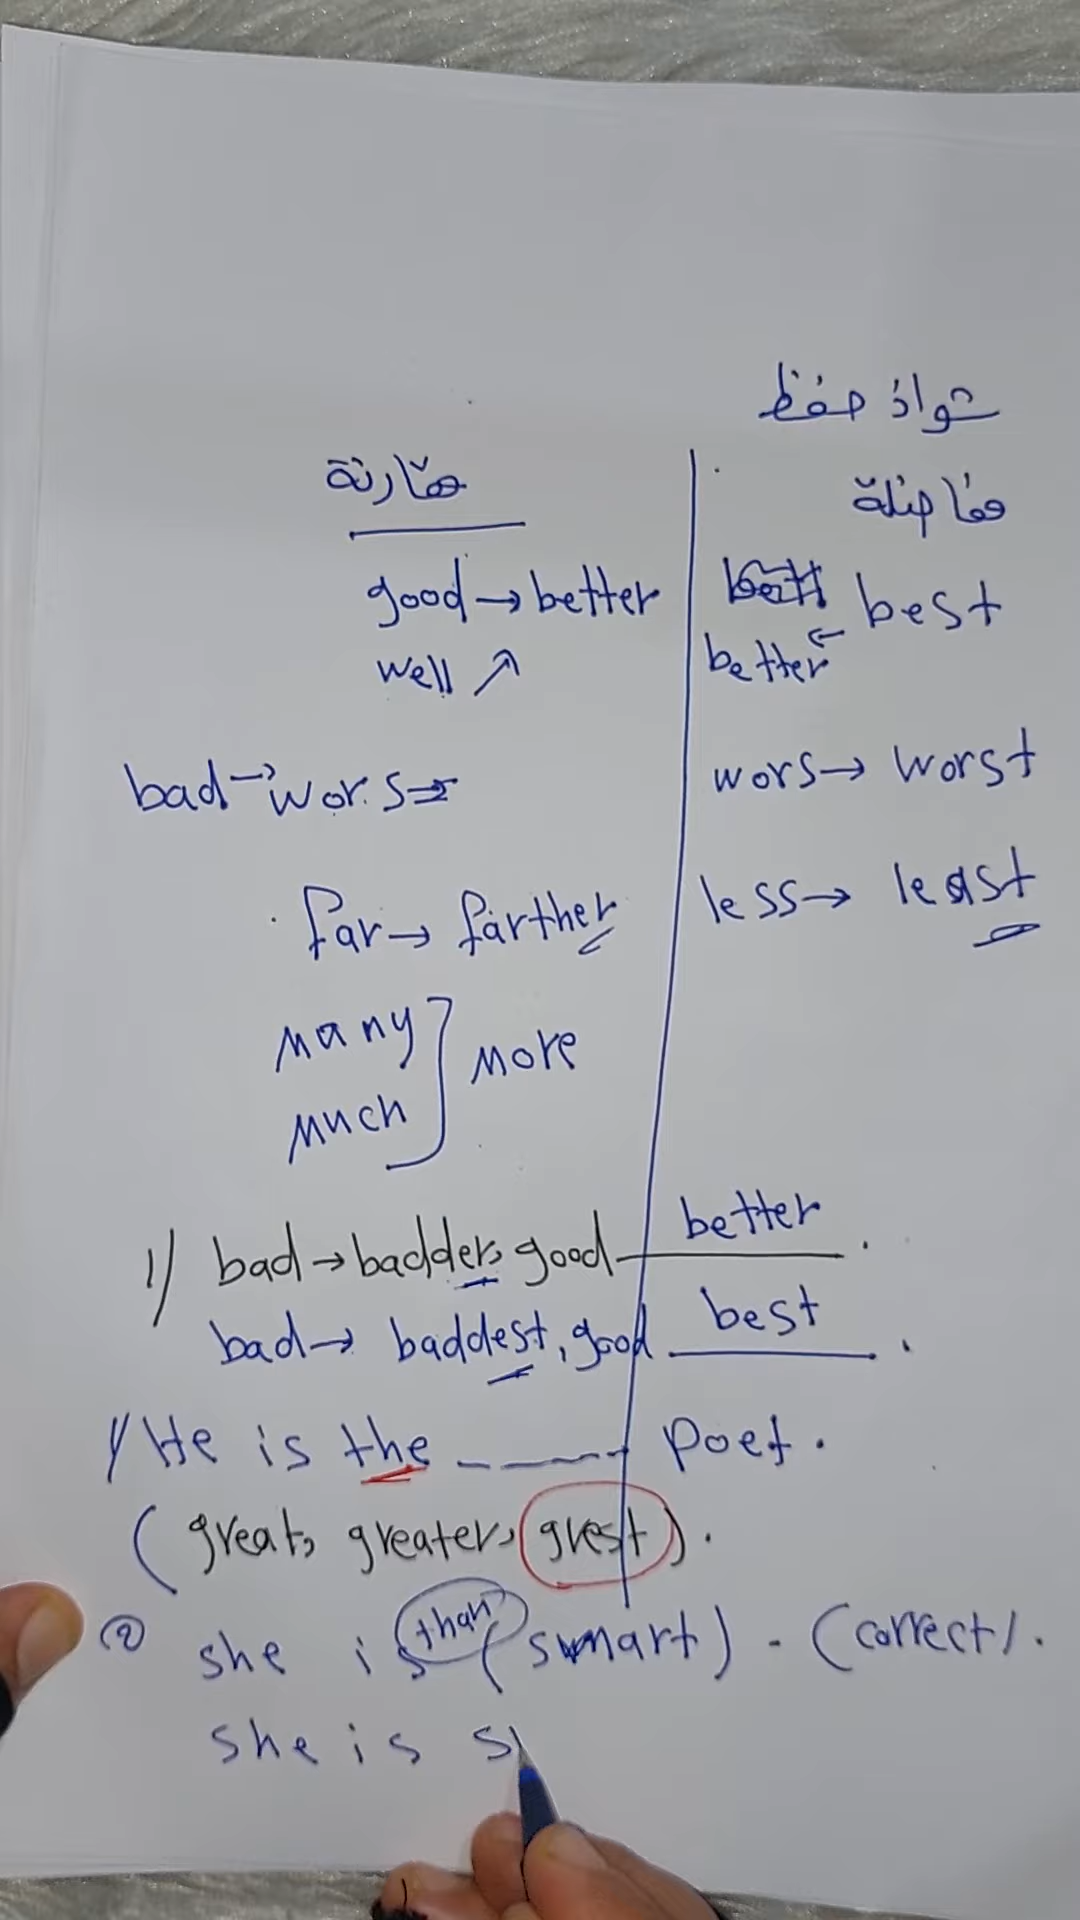 شواذ حفظ
مقارنة
مفاضلة
good → better
best
well ↗
better ←
bad → wors
wors → worst
far → farther
less → least
many
much
more
1/ bad → badder, good better .
bad → baddest, good best .
1/ He is the ------ poet.
(great, greater, grest).
② she is than (smart) . (correct).
she is s